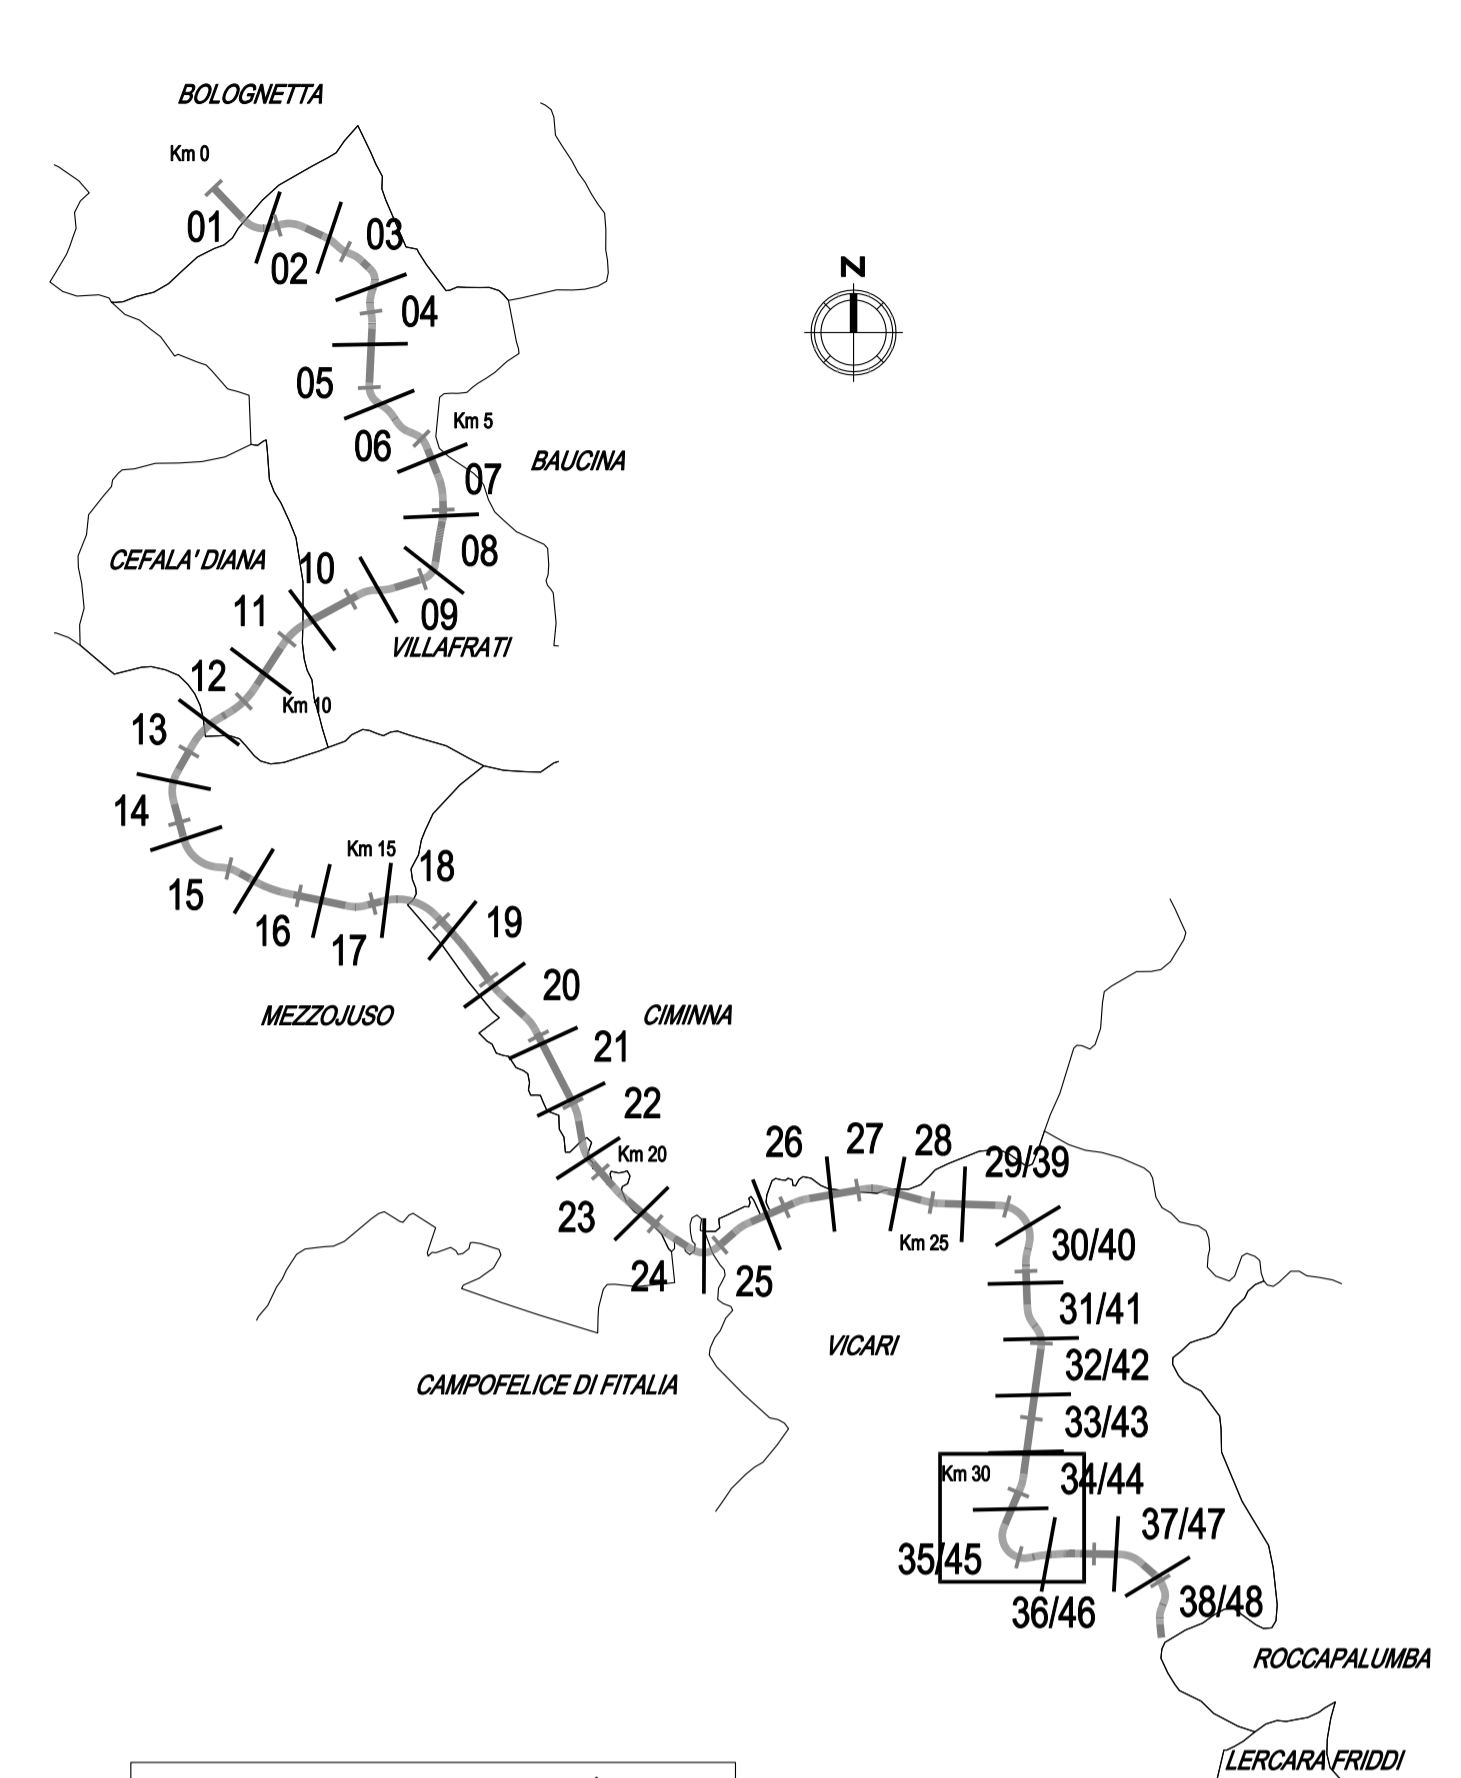 BOLOGNETTA
Km 0
01
02
03
N
04
05
Km 5
06
BAUCINA
07
08
CEFALA' DIANA
10
11
09
VILLAFRATI
12
Km 10
13
14
Km 15
18
15
16
17
19
20
MEZZOJUSO
CIMINNA
21
22
26
27
28
Km 20
29/39
23
Km 25
30/40
24
25
31/41
VICARI
32/42
CAMPOFELICE DI FITALIA
33/43
Km 30
34/44
37/47
35/45
36/46
38/48
ROCCAPALUMBA
LERCARA FRIDDI